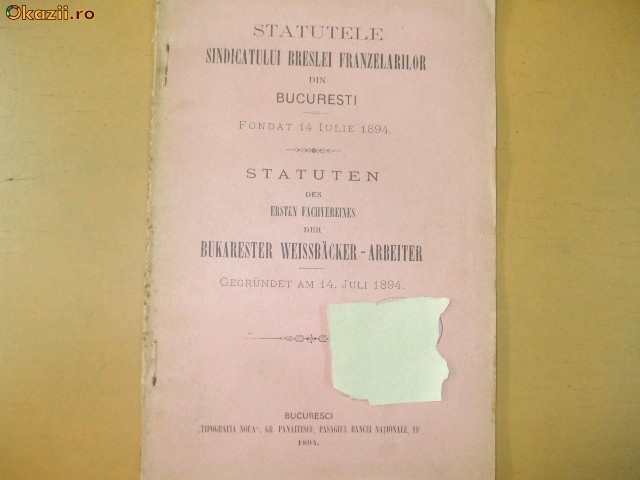 Okazii.ro
STATUTELE
SINDICATULUI BRESLEI FRANZELARILOR
DIN
BUCURESTI
FONDAT 14 IULIE 1894.
STATUTEN
DES
ERSTEN FACHVEREINES
DER
BUKARESTER WEISSBÄCKER-ARBEITER
GEGRÜNDET AM 14. JULI 1894.
BUCURESCI
„TIPOGRAFIA NOUA“, GR. PANAITESCU, PASAGIUL BANCII NAŢIONALE, 19
1894.